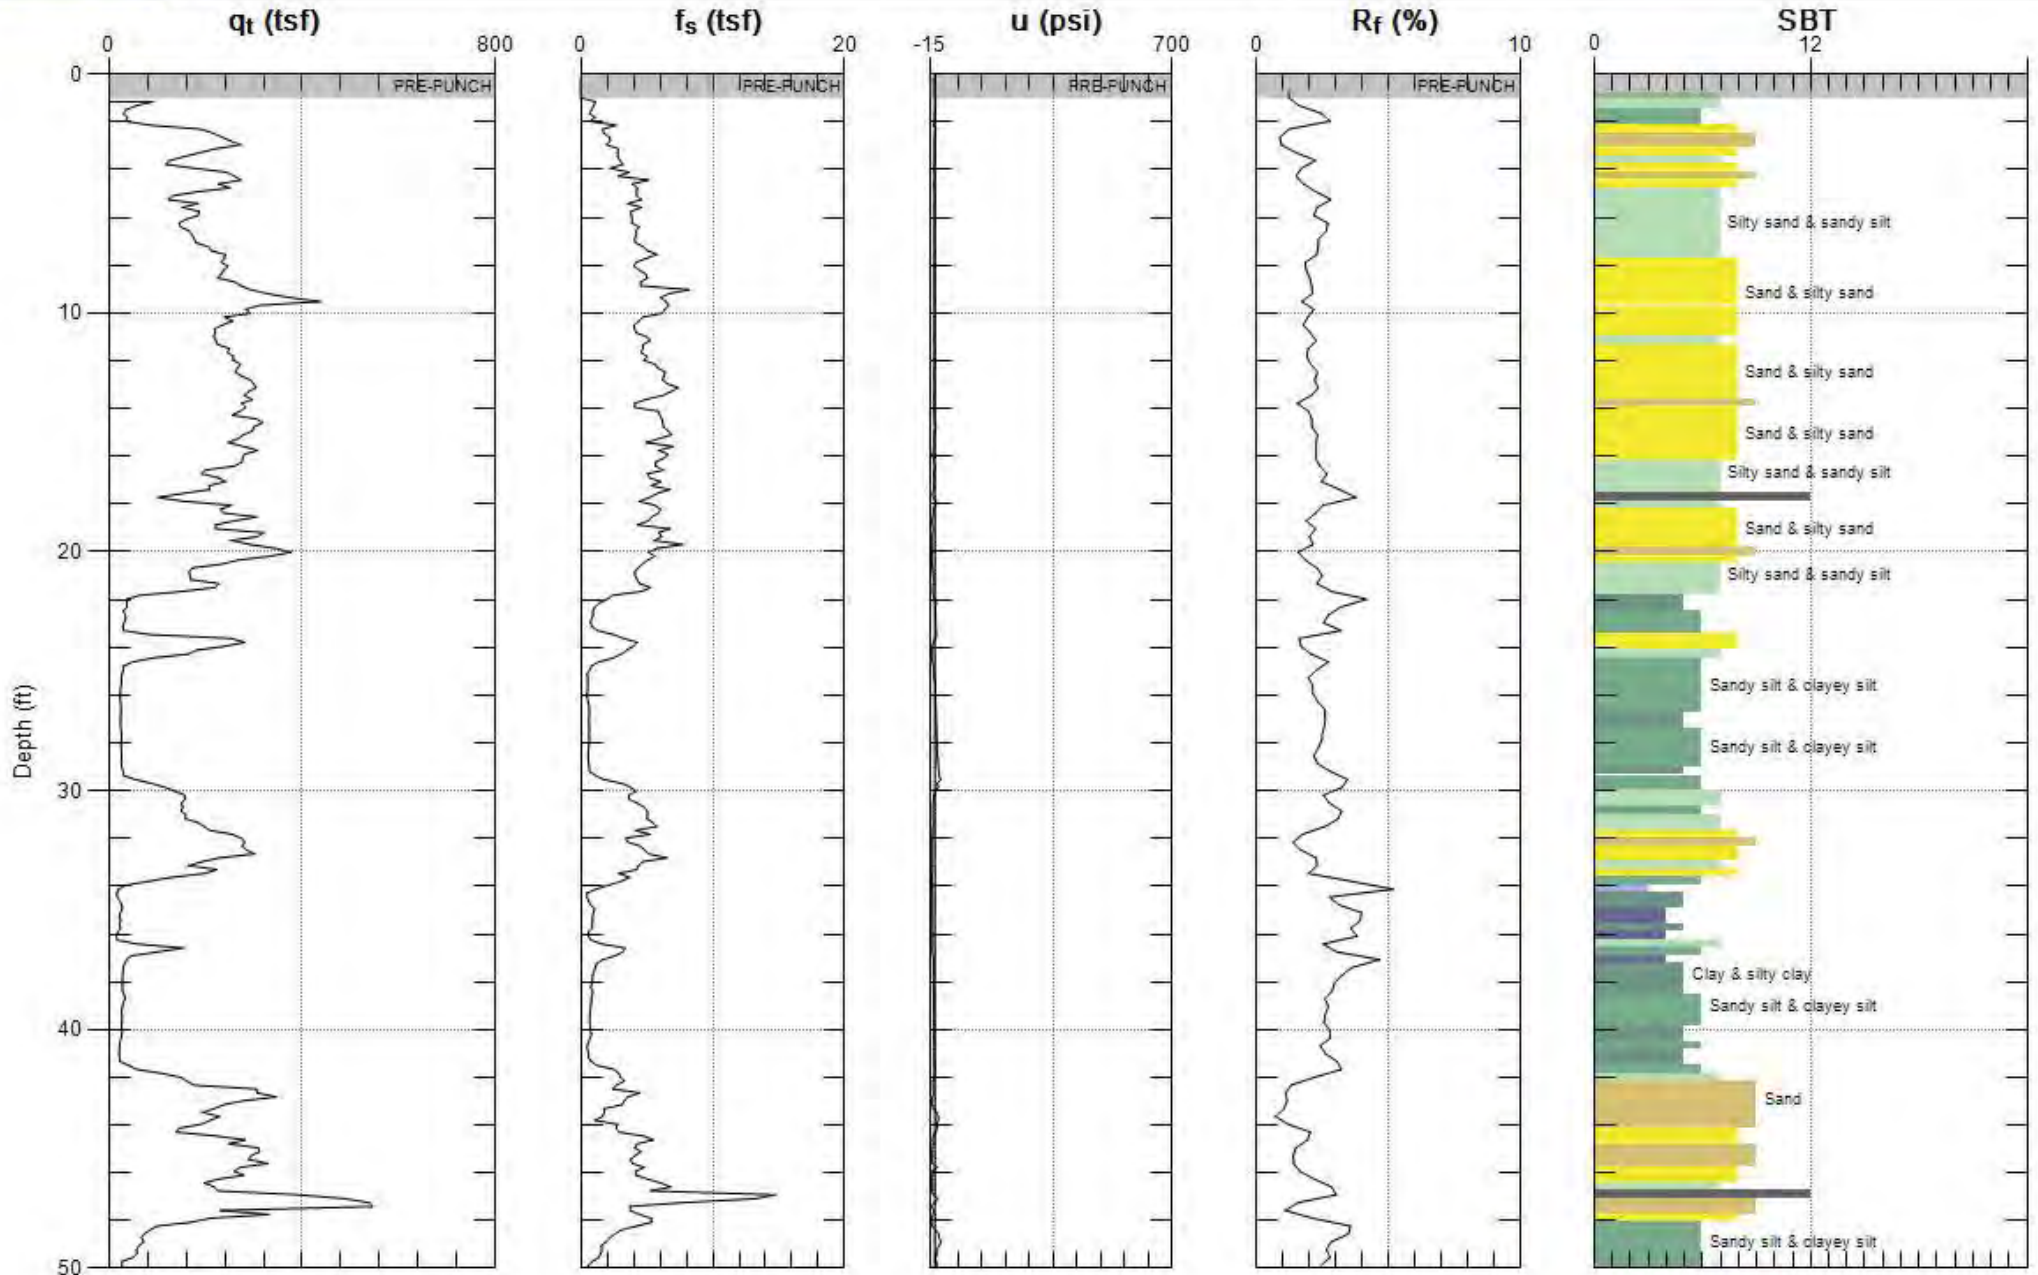 qt (tsf) fs (tsf) u (psi) Rf (%) SBT
0 800 0 20 -15 700 0 10 0 12
0 PRE-PUNCH PRE-PUNCH PRE-PUNCH PRE-PUNCH
Silty sand & sandy silt
Sand & silty sand
10
Sand & silty sand
Sand & silty sand
Silty sand & sandy silt
Sand & silty sand
20
Silty sand & sandy silt
Sandy silt & clayey silt
Depth (ft)
Sandy silt & clayey silt
30
Clay & silty clay
Sandy silt & clayey silt
40
Sand
Sandy silt & clayey silt
50